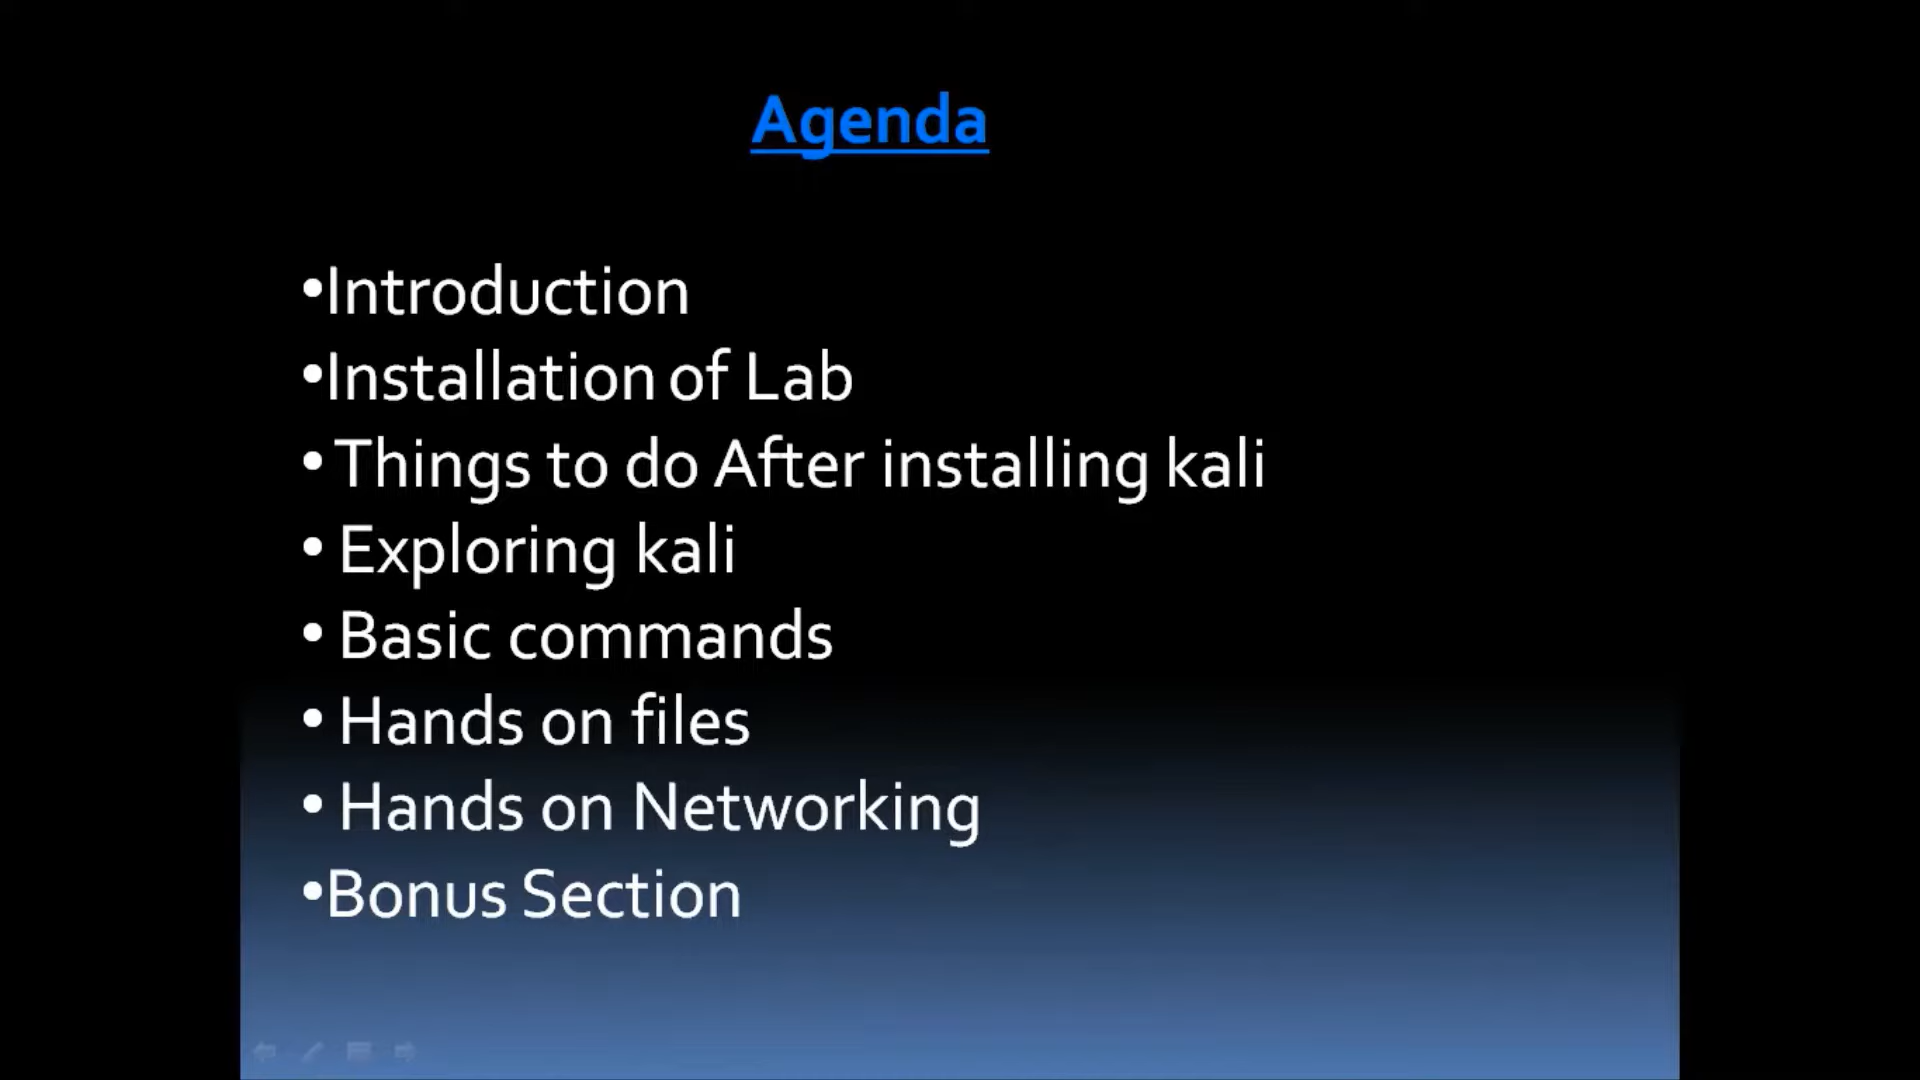 Agenda
•Introduction
•Installation of Lab
• Things to do After installing kali
• Exploring kali
• Basic commands
• Hands on files
• Hands on Networking
•Bonus Section